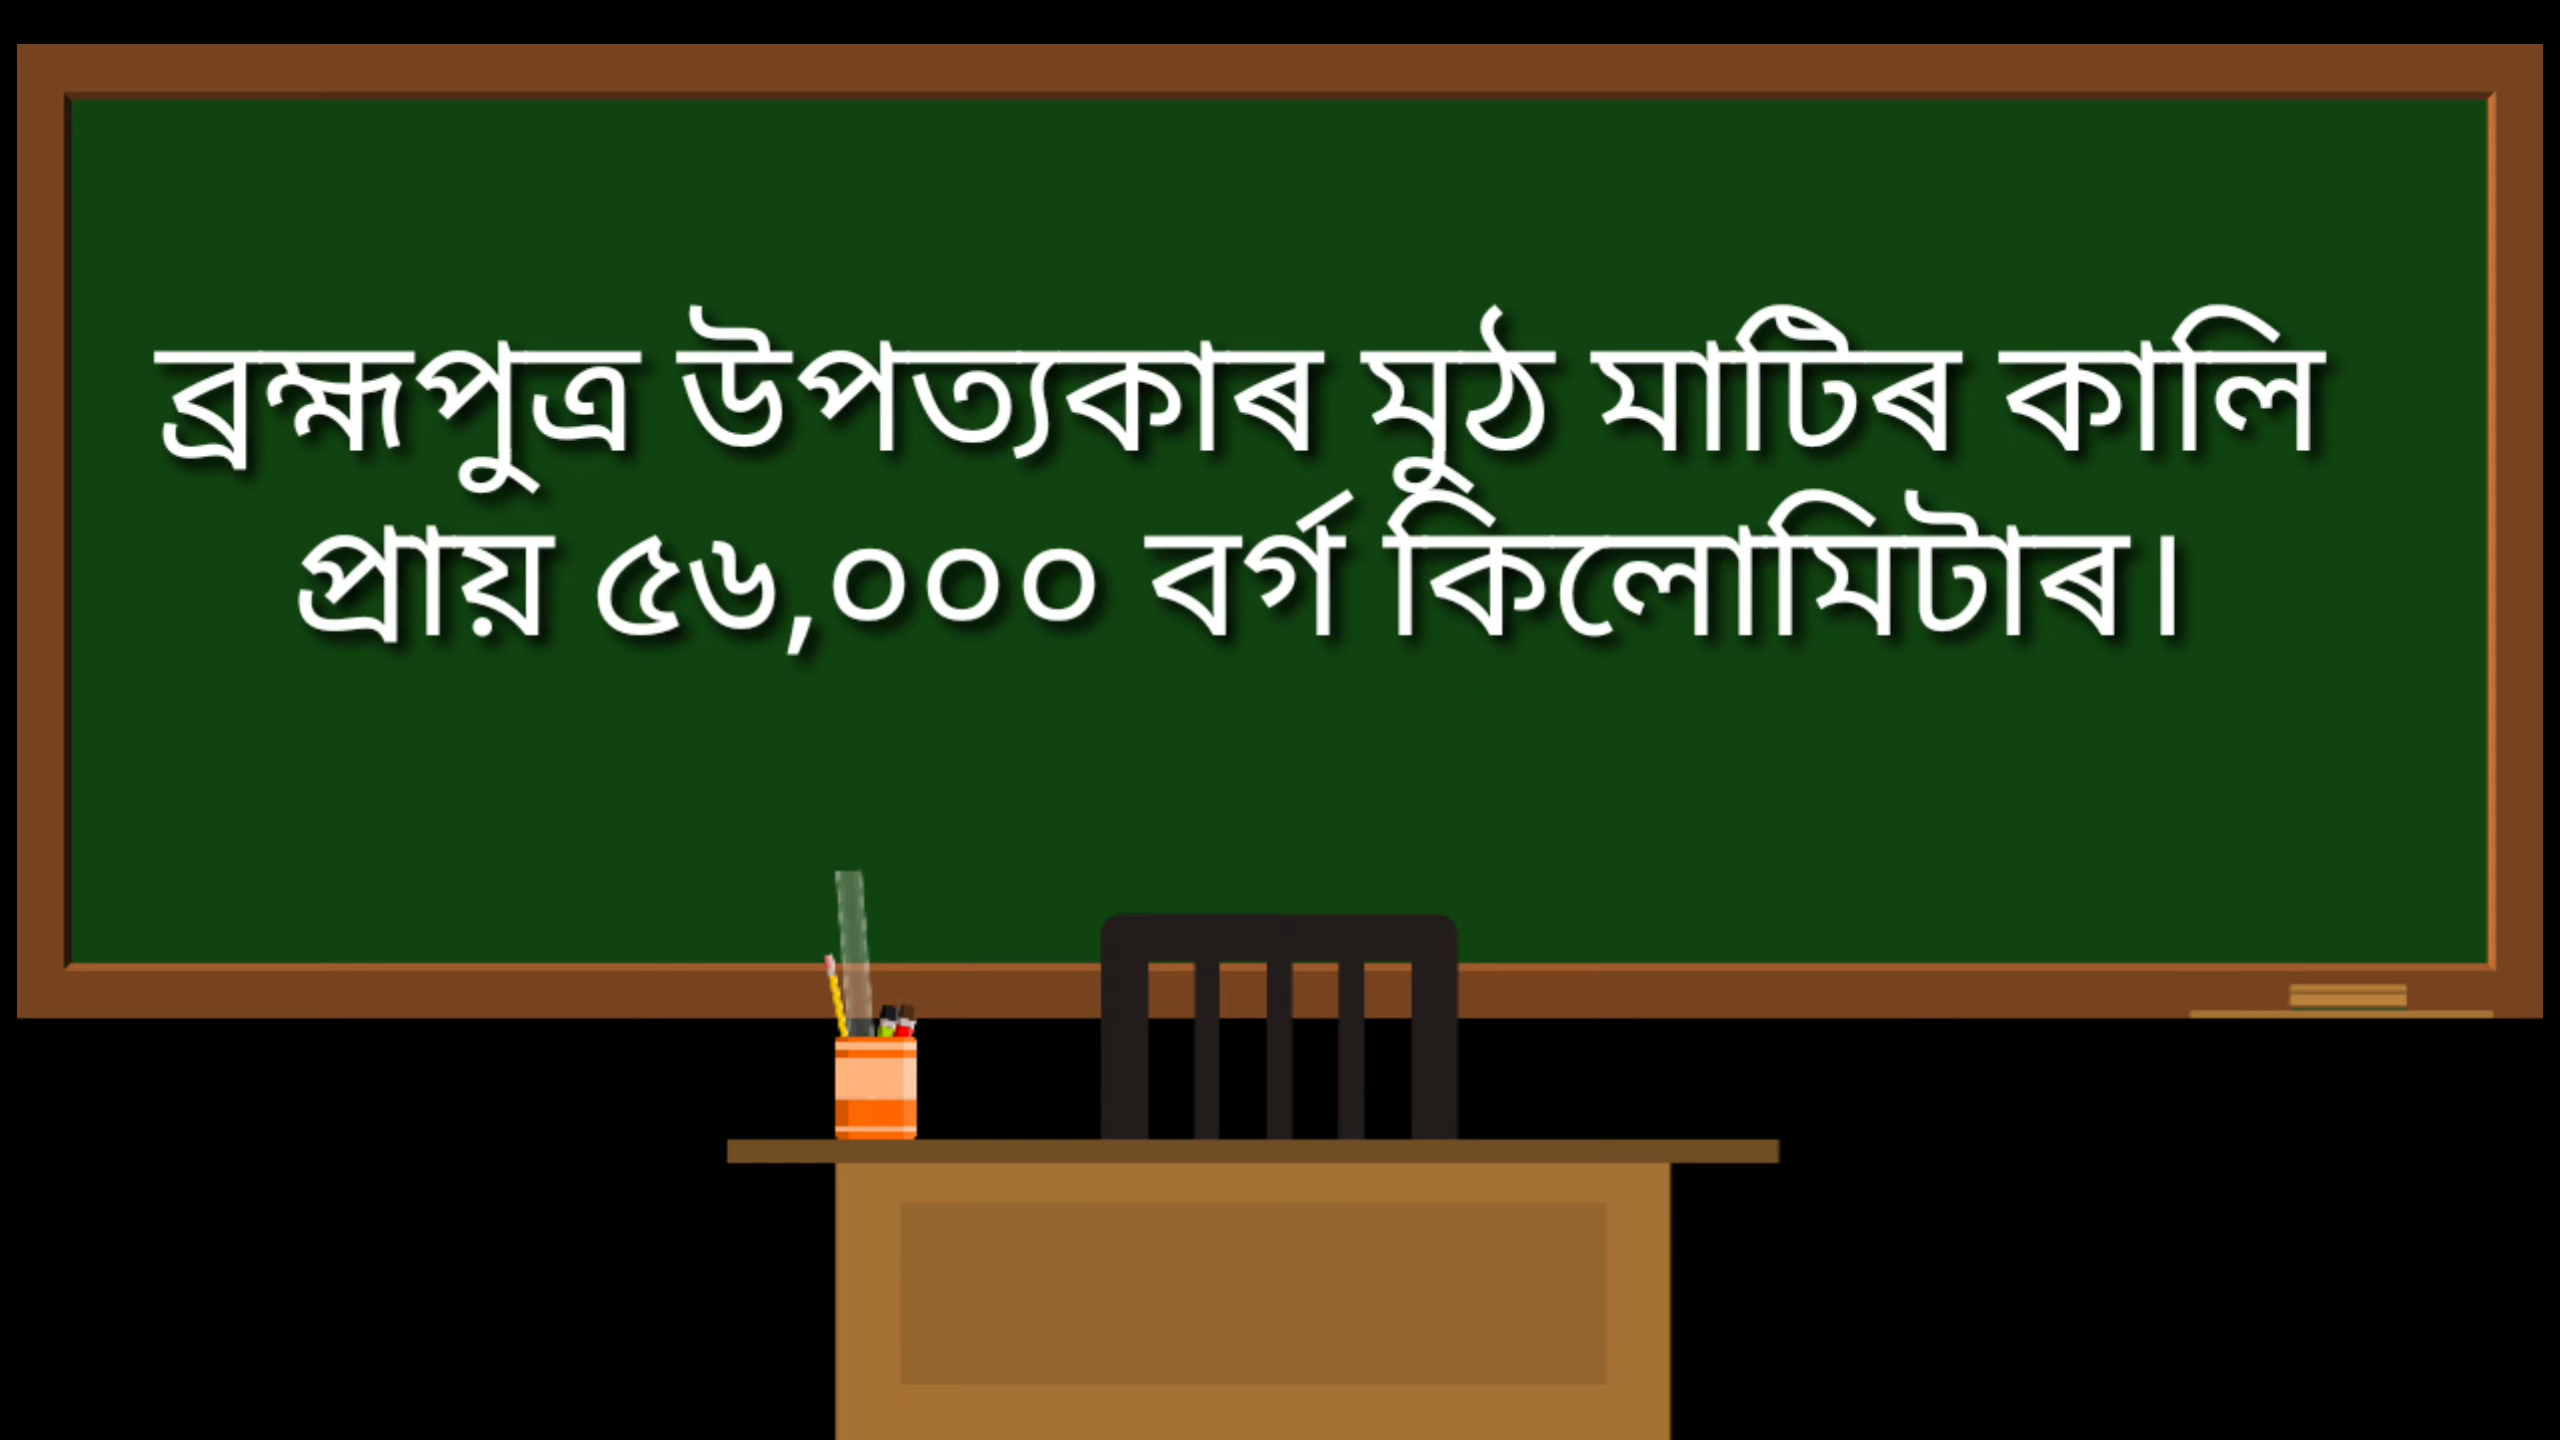 ব্ৰহ্মপুত্ৰ উপত্যকাৰ মুঠ মাটিৰ কালি
প্ৰায় ৫৬,০০০ বৰ্গ কিলোমিটাৰ।